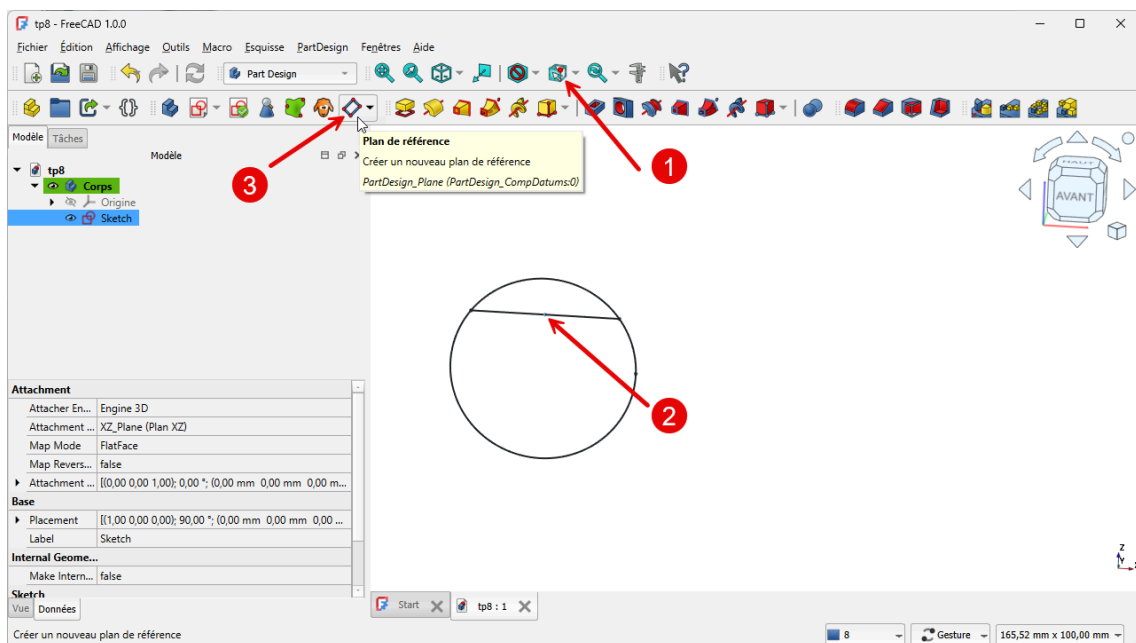 tp8 - FreeCAD 1.0.0
Fichier Édition Affichage Outils Macro Esquisse PartDesign Fenêtres Aide
Part Design
Modèle Tâches
Modèle
tp8
Corps
Origine
Sketch
Plan de référence
Créer un nouveau plan de référence
PartDesign_Plane (PartDesign_CompDatums:0)
1
2
3
HAUT
AVANT
Attachment
Attacher En... Engine 3D
Attachment ... XZ_Plane (Plan XZ)
Map Mode FlatFace
Map Revers... false
Attachment ... [(0,00 0,00 1,00); 0,00 °; (0,00 mm 0,00 mm 0,00 m...
Base
Placement [(1,00 0,00 0,00); 90,00 °; (0,00 mm 0,00 mm 0,00 ...
Label Sketch
Internal Geome...
Make Intern... false
Sketch
Vue Données
Start tp8 : 1
Z
Y
Créer un nouveau plan de référence
8
Gesture
165,52 mm x 100,00 mm